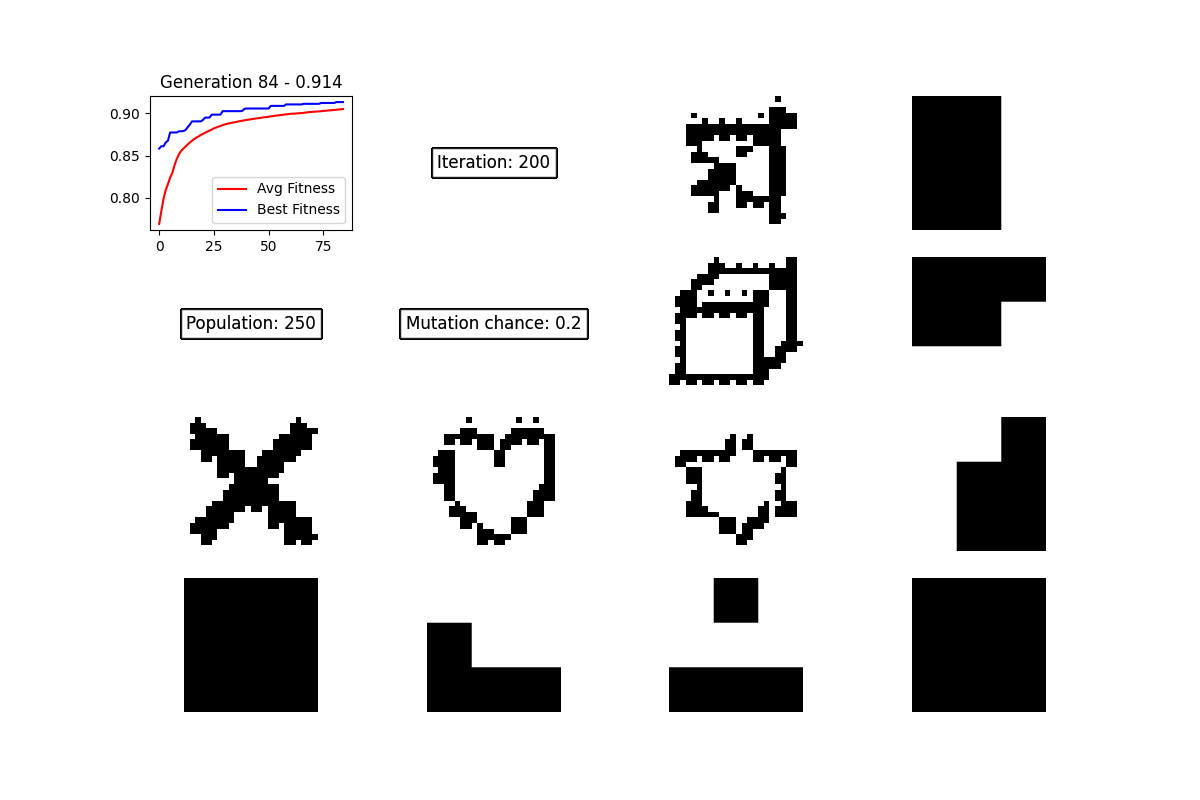 Generation 84 - 0.914
0.90
0.85
0.80
Avg Fitness
Best Fitness
0 25 50 75
Iteration: 200
Population: 250
Mutation chance: 0.2